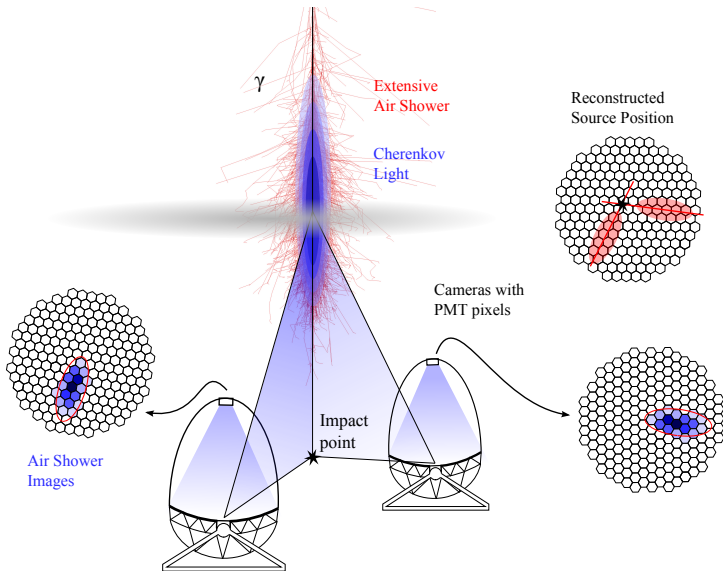 γ
Extensive
Air Shower
Cherenkov
Light
Reconstructed
Source Position
Cameras with
PMT pixels
Impact
point
Air Shower
Images